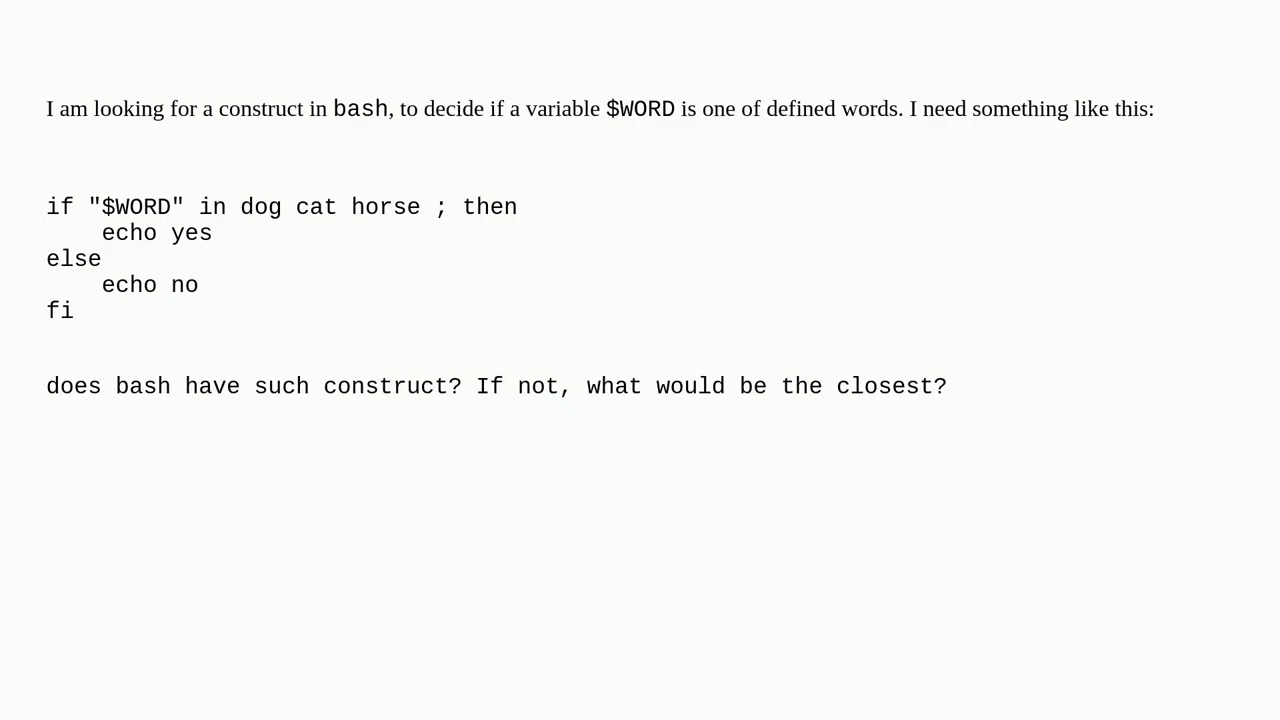 I am looking for a construct in bash, to decide if a variable $WORD is one of defined words. I need something like this:
if "$WORD" in dog cat horse ; then
    echo yes
else
    echo no
fi
does bash have such construct? If not, what would be the closest?